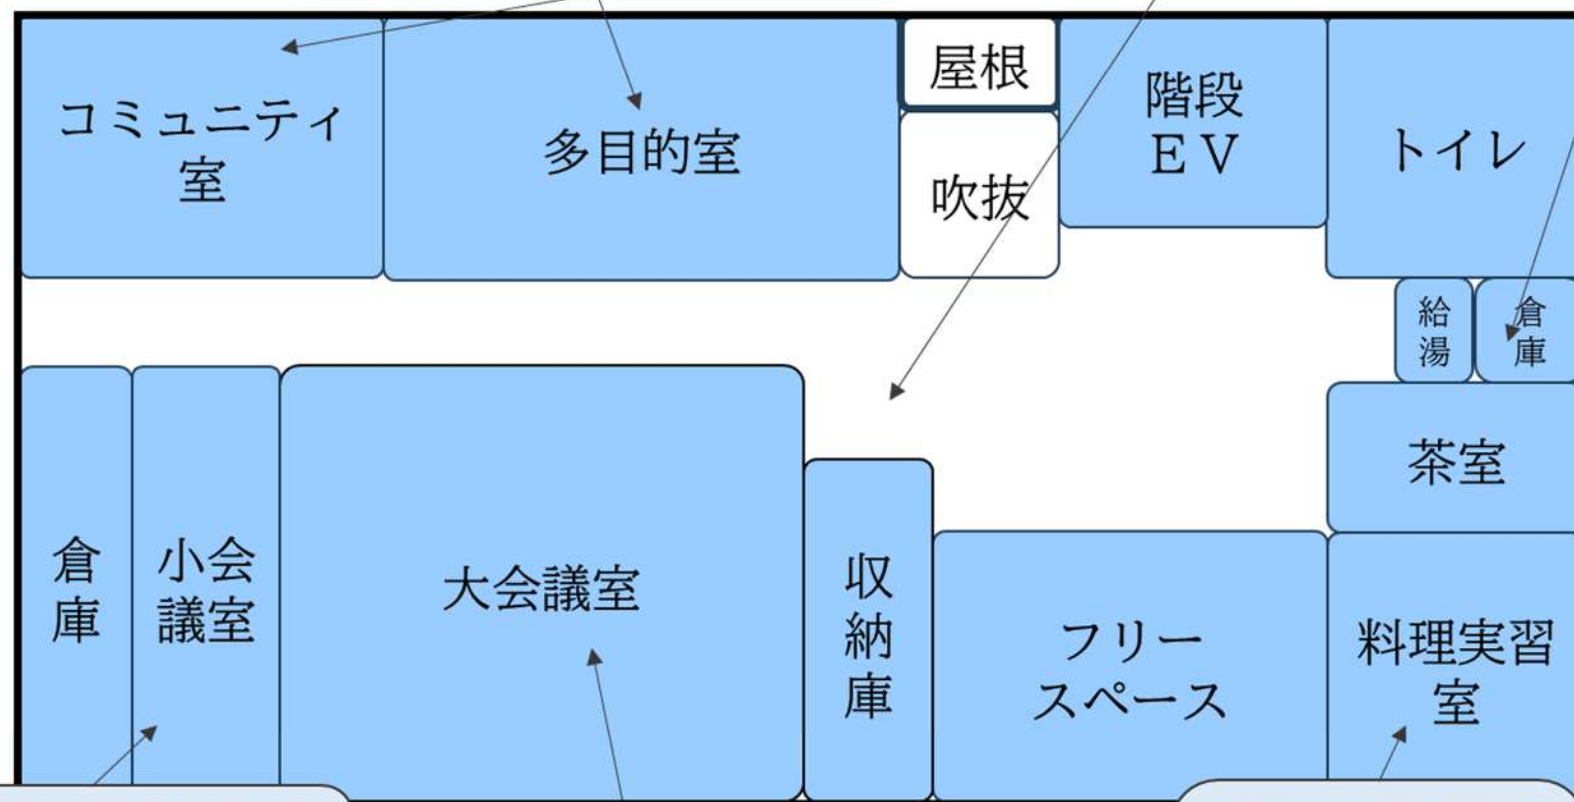 コミュニティ
室
多目的室
屋根
吹抜
階段
ＥＶ
トイレ
給
湯
倉
庫
茶室
倉
庫
小会
議室
大会議室
収
納
庫
フリー
スペース
料理実習
室